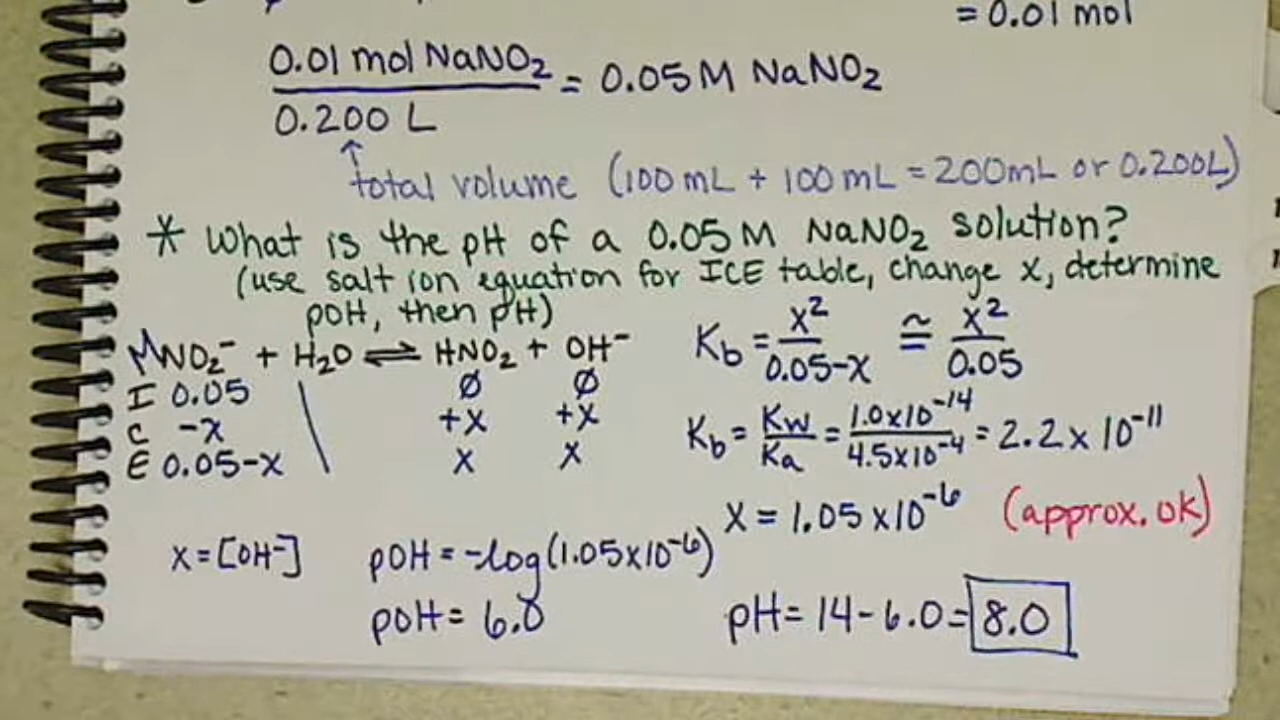 = 0.01 mol
0.01 mol NaNO₂ = 0.05 M NaNO₂
0.200 L
↑
total volume (100 mL + 100 mL = 200mL or 0.200L)
* What is the pH of a 0.05 M NaNO₂ solution?
(use salt ion equation for ICE table, change x, determine
pOH, then pH)
NO₂⁻ + H₂O ⇌ HNO₂ + OH⁻
I 0.05 ∅ ∅
C -x +x +x
E 0.05-x x x
Kb = x²/0.05-x ≅ x²/0.05
Kb = Kw/Ka = 1.0x10⁻¹⁴/4.5x10⁻⁴ = 2.2 x 10⁻¹¹
x = 1.05 x10⁻⁶ (approx. ok)
x = [OH⁻] pOH = -log(1.05x10⁻⁶)
pOH = 6.0 pH = 14 - 6.0 = 8.0